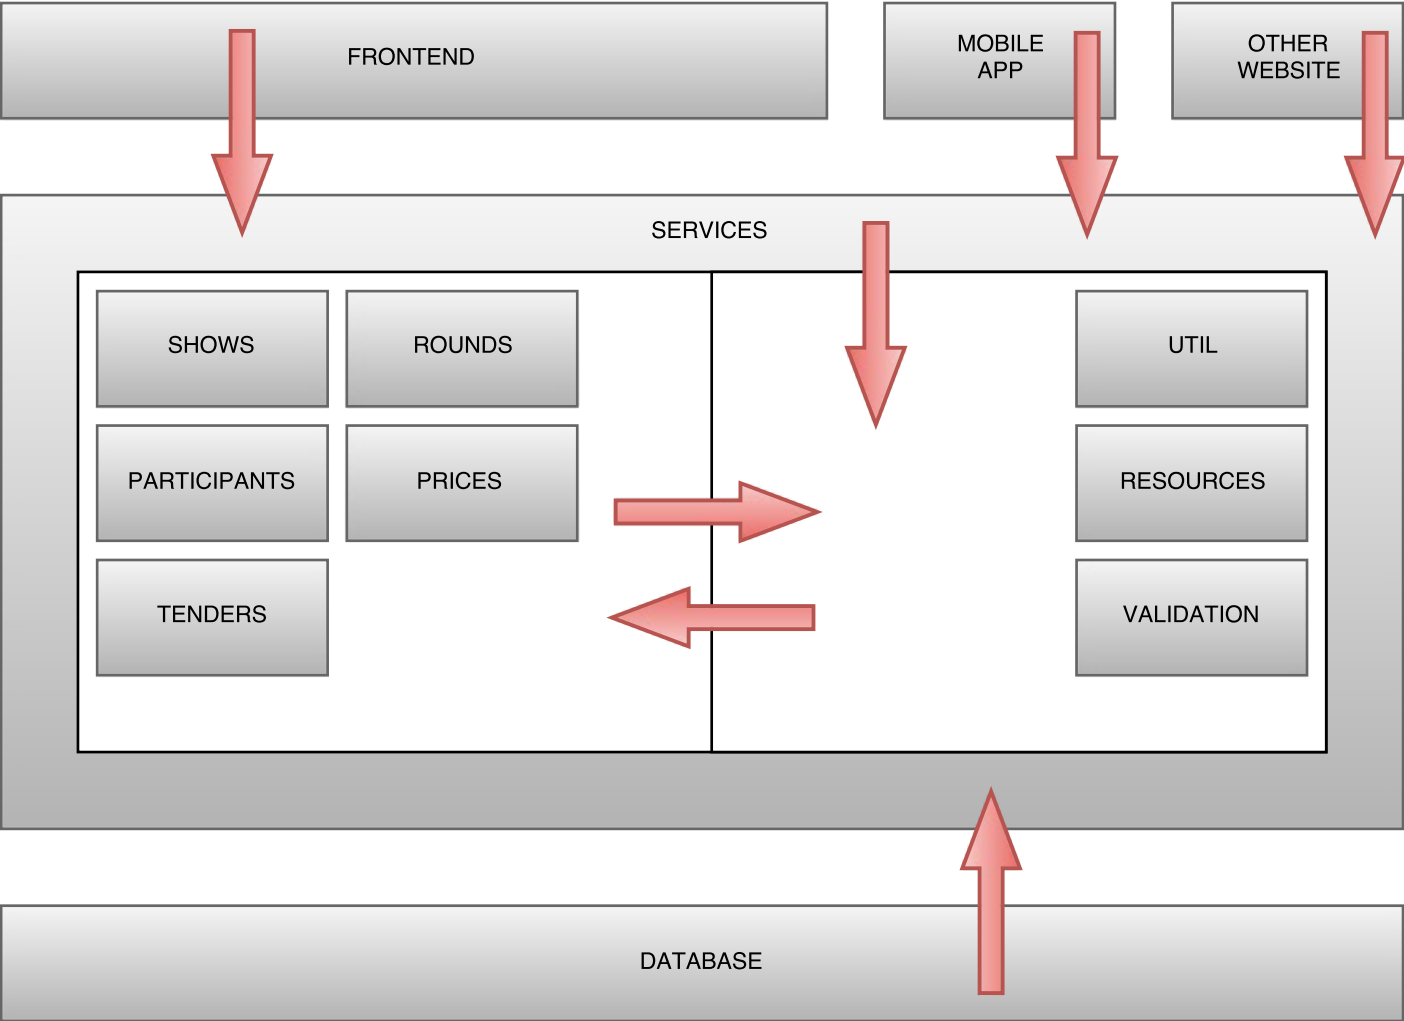 FRONTEND
MOBILE
APP
OTHER
WEBSITE
SERVICES
SHOWS
ROUNDS
UTIL
PARTICIPANTS
PRICES
RESOURCES
TENDERS
VALIDATION
DATABASE